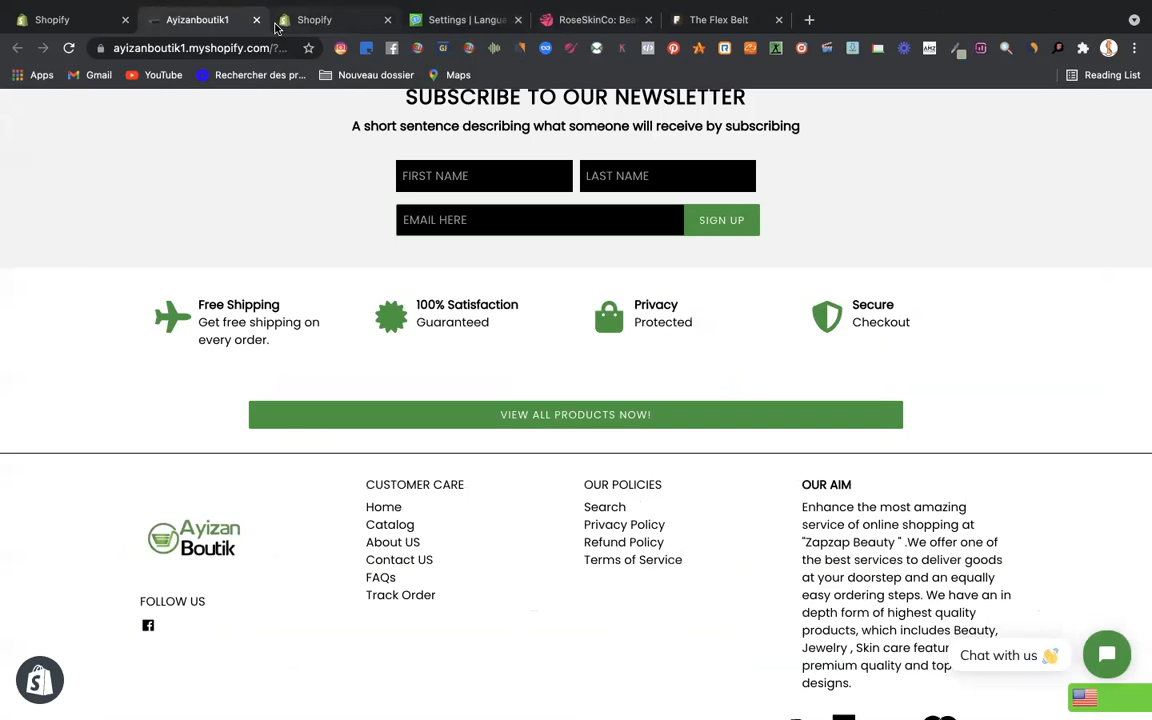 Shopify
Ayizanboutik1
Shopify
Settings | Langua
RoseSkinCo: Bea
The Flex Belt
ayizanboutik1.myshopify.com/?...
Apps
Gmail
YouTube
Rechercher des pr...
Nouveau dossier
Maps
Reading List
SUBSCRIBE TO OUR NEWSLETTER
A short sentence describing what someone will receive by subscribing
FIRST NAME
LAST NAME
EMAIL HERE
SIGN UP
Free Shipping
Get free shipping on
every order.
100% Satisfaction
Guaranteed
Privacy
Protected
Secure
Checkout
VIEW ALL PRODUCTS NOW!
Ayizan
Boutik
FOLLOW US
CUSTOMER CARE
Home
Catalog
About US
Contact US
FAQs
Track Order
OUR POLICIES
Search
Privacy Policy
Refund Policy
Terms of Service
OUR AIM
Enhance the most amazing
service of online shopping at
"Zapzap Beauty " .We offer one of
the best services to deliver goods
at your doorstep and an equally
easy ordering steps. We have an in
depth form of highest quality
products, which includes Beauty,
Jewelry , Skin care featu
premium quality and top
designs.
Chat with us 👋